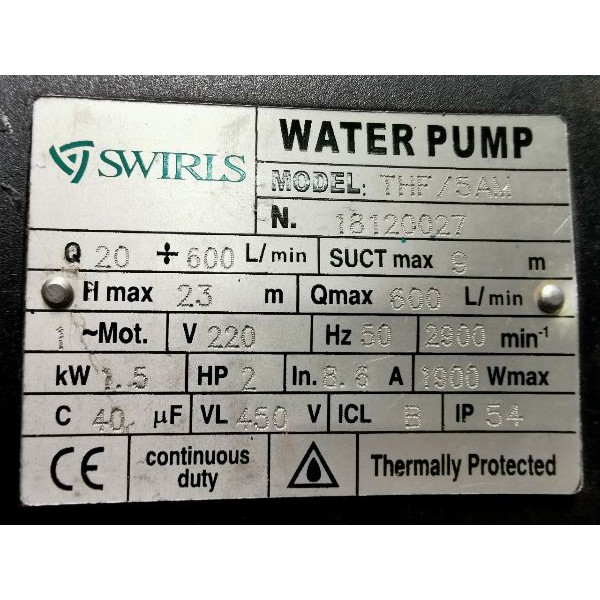 SWIRLS
WATER PUMP
MODEL: THF/5AM
N. 18120027
Q 20 ÷ 600 L/min SUCT max 9 m
H max 23 m Qmax 600 L/min
1 ~Mot. V 220 Hz 50 2900 min-1
kW 1.5 HP 2 In. 8.6 A 1900 Wmax
C 40 µF VL 450 V ICL B IP 54
CE continuous duty Thermally Protected